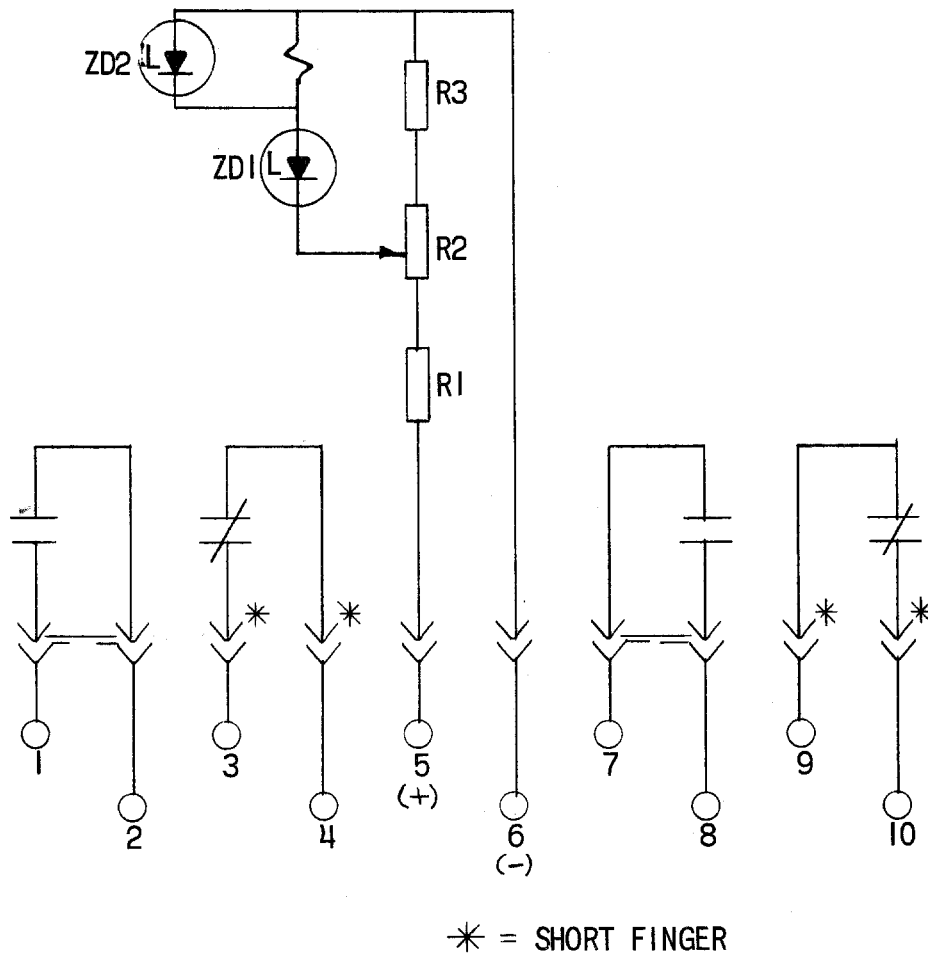 ZD2
R3
ZD1
R2
R1
* * * *
1 3 5 7 9
(+)
2 4 6 8 10
(-)
* = SHORT FINGER